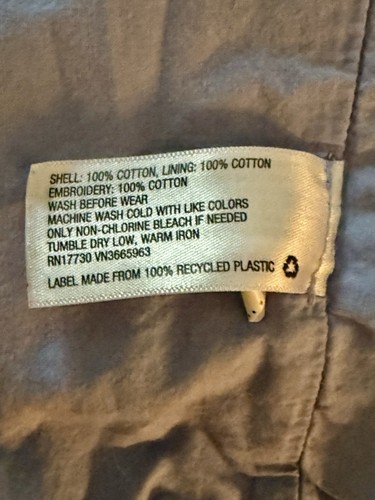 SHELL: 100% COTTON, LINING: 100% COTTON
EMBROIDERY: 100% COTTON
WASH BEFORE WEAR
MACHINE WASH COLD WITH LIKE COLORS
ONLY NON-CHLORINE BLEACH IF NEEDED
TUMBLE DRY LOW, WARM IRON
RN17730 VN3665963
LABEL MADE FROM 100% RECYCLED PLASTIC